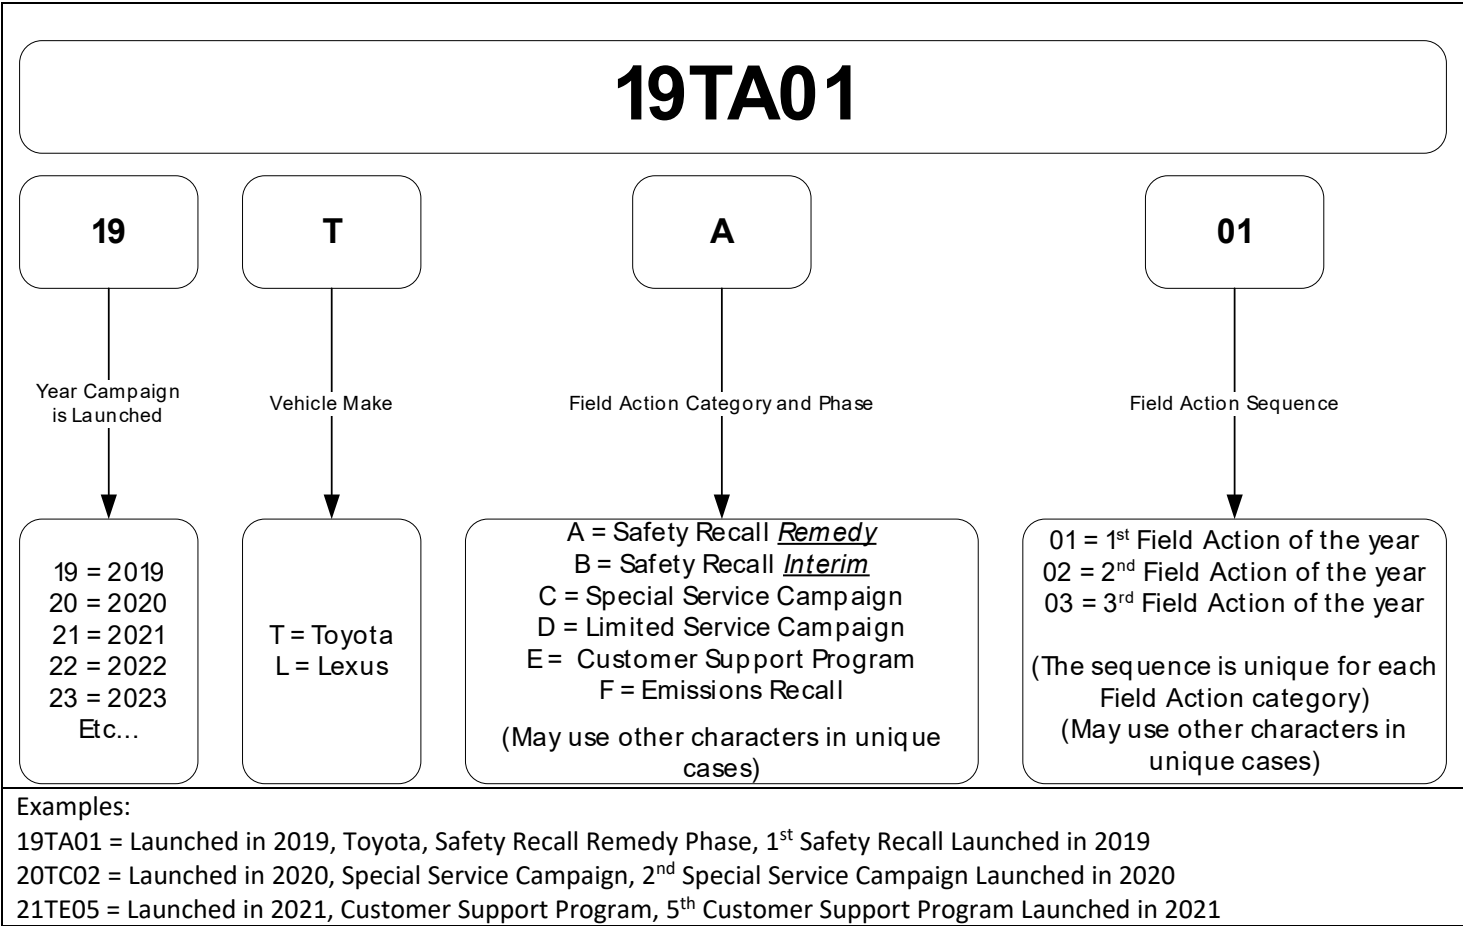 19TA01
19
T
A
01
Year Campaign
is Launched
Vehicle Make
Field Action Category and Phase
Field Action Sequence
19 = 2019
20 = 2020
21 = 2021
22 = 2022
23 = 2023
Etc...
T = Toyota
L = Lexus
A = Safety Recall Remedy
B = Safety Recall Interim
C = Special Service Campaign
D = Limited Service Campaign
E = Customer Support Program
F = Emissions Recall
(May use other characters in unique
cases)
01 = 1st Field Action of the year
02 = 2nd Field Action of the year
03 = 3rd Field Action of the year
(The sequence is unique for each
Field Action category)
(May use other characters in
unique cases)
Examples:
19TA01 = Launched in 2019, Toyota, Safety Recall Remedy Phase, 1st Safety Recall Launched in 2019
20TC02 = Launched in 2020, Special Service Campaign, 2nd Special Service Campaign Launched in 2020
21TE05 = Launched in 2021, Customer Support Program, 5th Customer Support Program Launched in 2021